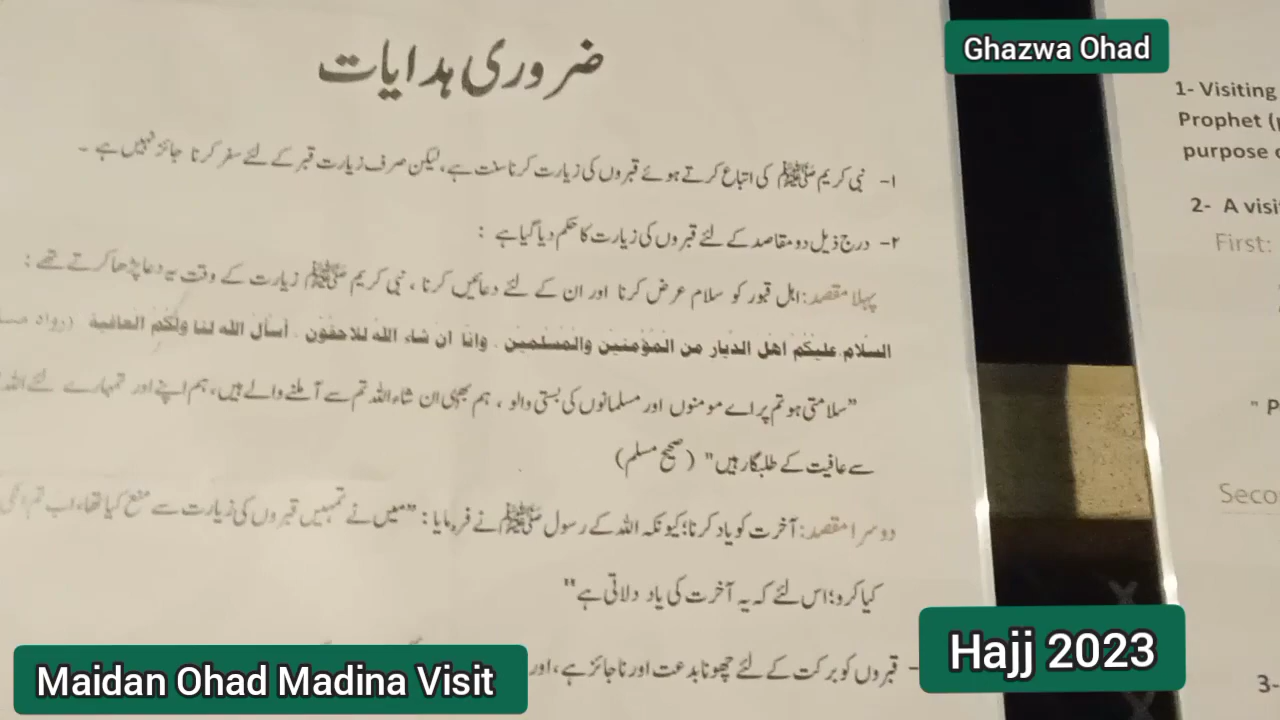 ضروری ہدایات
۱- نبی کریم ﷺ کی اتباع کرتے ہوئے قبروں کی زیارت کرنا سنت ہے، لیکن صرف زیارت قبر کے لئے سفر کرنا جائز نہیں ہے ۔
۲- درج ذیل دو مقاصد کے لئے قبروں کی زیارت کا حکم دیا گیا ہے :
پہلا مقصد: اہل قبور کو سلام عرض کرنا اور ان کے لئے دعائیں کرنا ، نبی کریم ﷺ زیارت کے وقت یہ دعا پڑھا کرتے تھے :
السلام عليكم اهل الديار من المؤمنين والمسلمين . وانا ان شاء الله للاحقون . أسأل الله لنا ولكم العافية (رواه
”سلامتی ہو تم پر اے مومنوں اور مسلمانوں کی بستی والو ، ہم بھی ان شاء اللہ تم سے آ ملنے والے ہیں، ہم اپنے اور تمہارے لئے اللہ
سے عافیت کے طلبگار ہیں“ (صحیح مسلم)
دوسرا مقصد: آخرت کو یاد کرنا؛ کیونکہ اللہ کے رسول ﷺ نے فرمایا: ”میں نے تمہیں قبروں کی زیارت سے منع کیا تھا، اب تم انکی
کیا کرو؛ اس لئے کہ یہ آخرت کی یاد دلاتی ہے“
- قبروں کو برکت کے لئے چھونا بدعت اور ناجائز ہے، اور
Ghazwa Ohad
1- Visiting
Prophet (
purpose
2- A visi
First:
" P
Seco
3-
Maidan Ohad Madina Visit
Hajj 2023